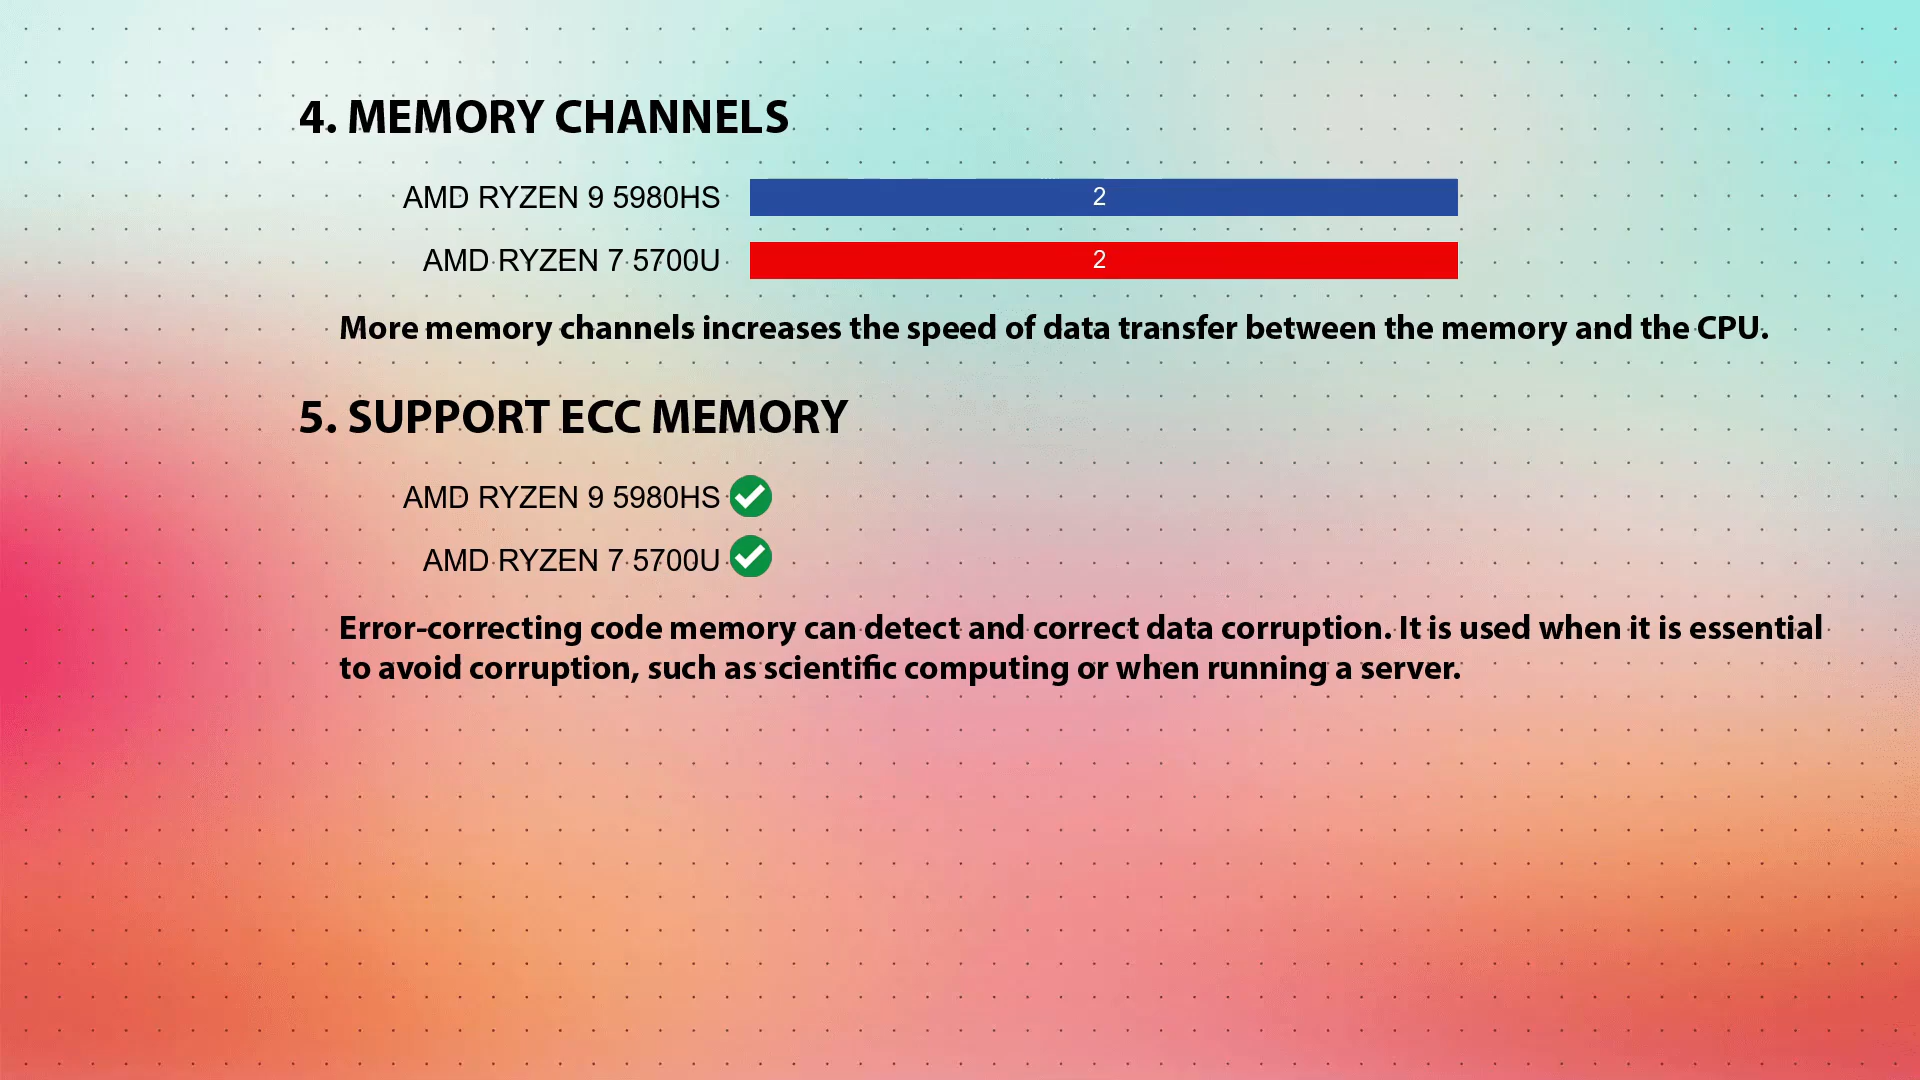 4. MEMORY CHANNELS
AMD RYZEN 9 5980HS 2
AMD RYZEN 7 5700U 2
More memory channels increases the speed of data transfer between the memory and the CPU.
5. SUPPORT ECC MEMORY
AMD RYZEN 9 5980HS
AMD RYZEN 7 5700U
Error-correcting code memory can detect and correct data corruption. It is used when it is essential
to avoid corruption, such as scientific computing or when running a server.